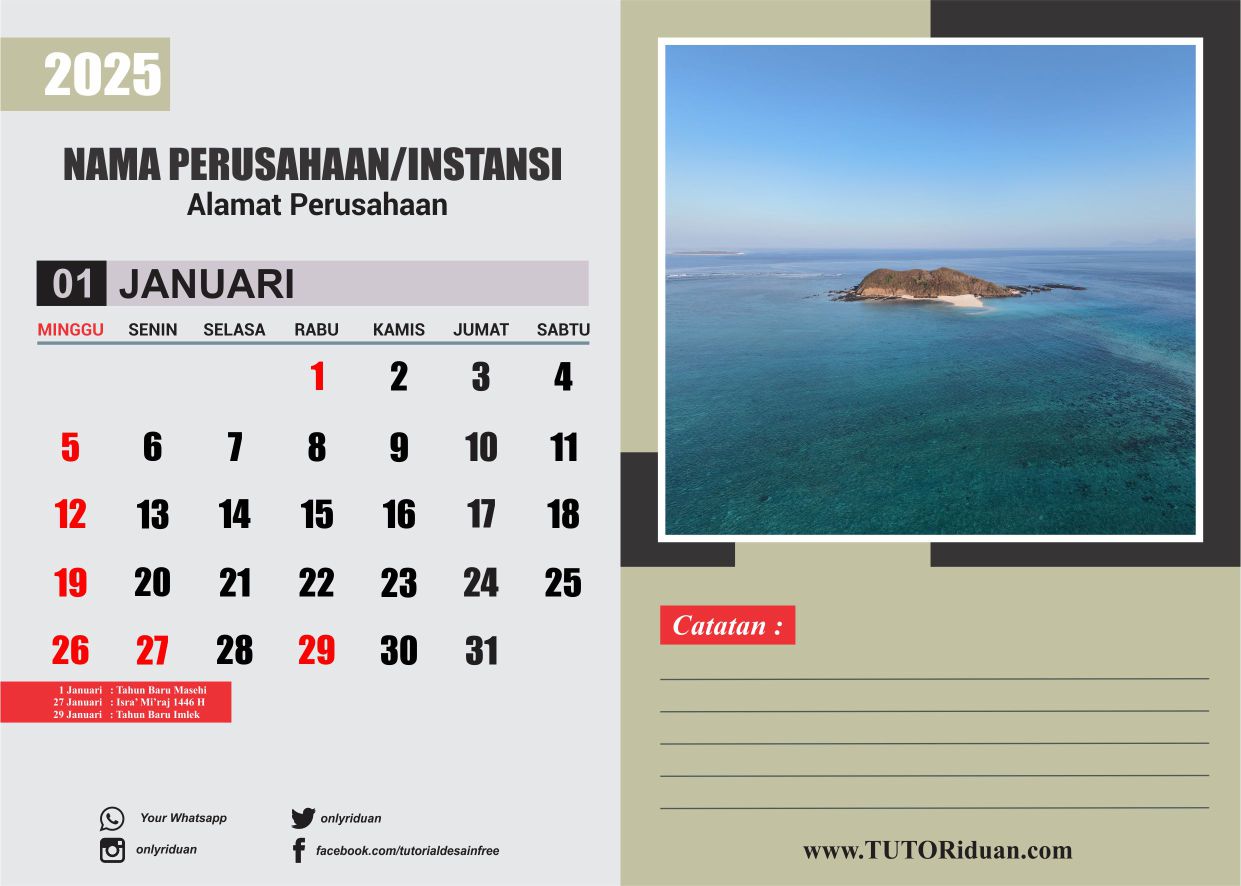 2025
NAMA PERUSAHAAN/INSTANSI
Alamat Perusahaan
01 JANUARI
MINGGU SENIN SELASA RABU KAMIS JUMAT SABTU
1 2 3 4
5 6 7 8 9 10 11
12 13 14 15 16 17 18
19 20 21 22 23 24 25
26 27 28 29 30 31
1 Januari : Tahun Baru Masehi
27 Januari : Isra' Mi'raj 1446 H
29 Januari : Tahun Baru Imlek
Your Whatsapp
onlyriduan
onlyriduan
facebook.com/tutorialdesainfree
Catatan :
www.TUTORiduan.com